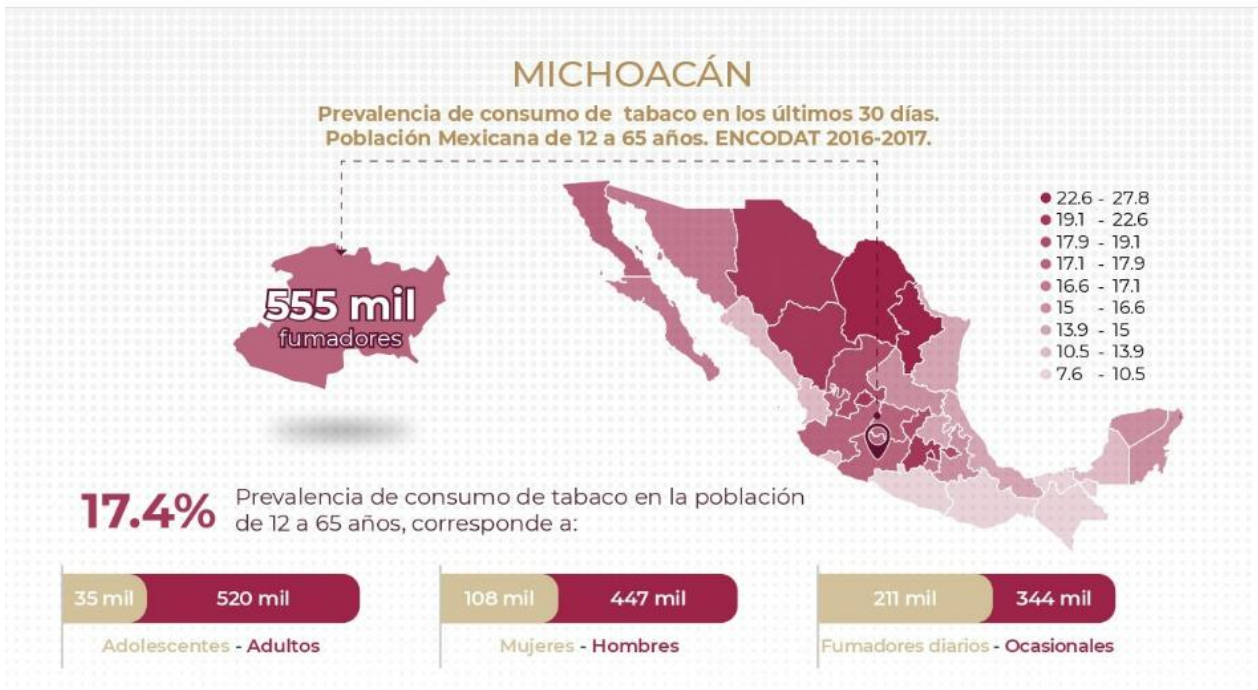 MICHOACÁN
Prevalencia de consumo de tabaco en los últimos 30 días.
Población Mexicana de 12 a 65 años. ENCODAT 2016-2017.
555 mil
fumadores
22.6 - 27.8
19.1 - 22.6
17.9 - 19.1
17.1 - 17.9
16.6 - 17.1
15 - 16.6
13.9 - 15
10.5 - 13.9
7.6 - 10.5
17.4%
Prevalencia de consumo de tabaco en la población
de 12 a 65 años, corresponde a:
35 mil 520 mil
Adolescentes - Adultos
108 mil 447 mil
Mujeres - Hombres
211 mil 344 mil
Fumadores diarios - Ocasionales